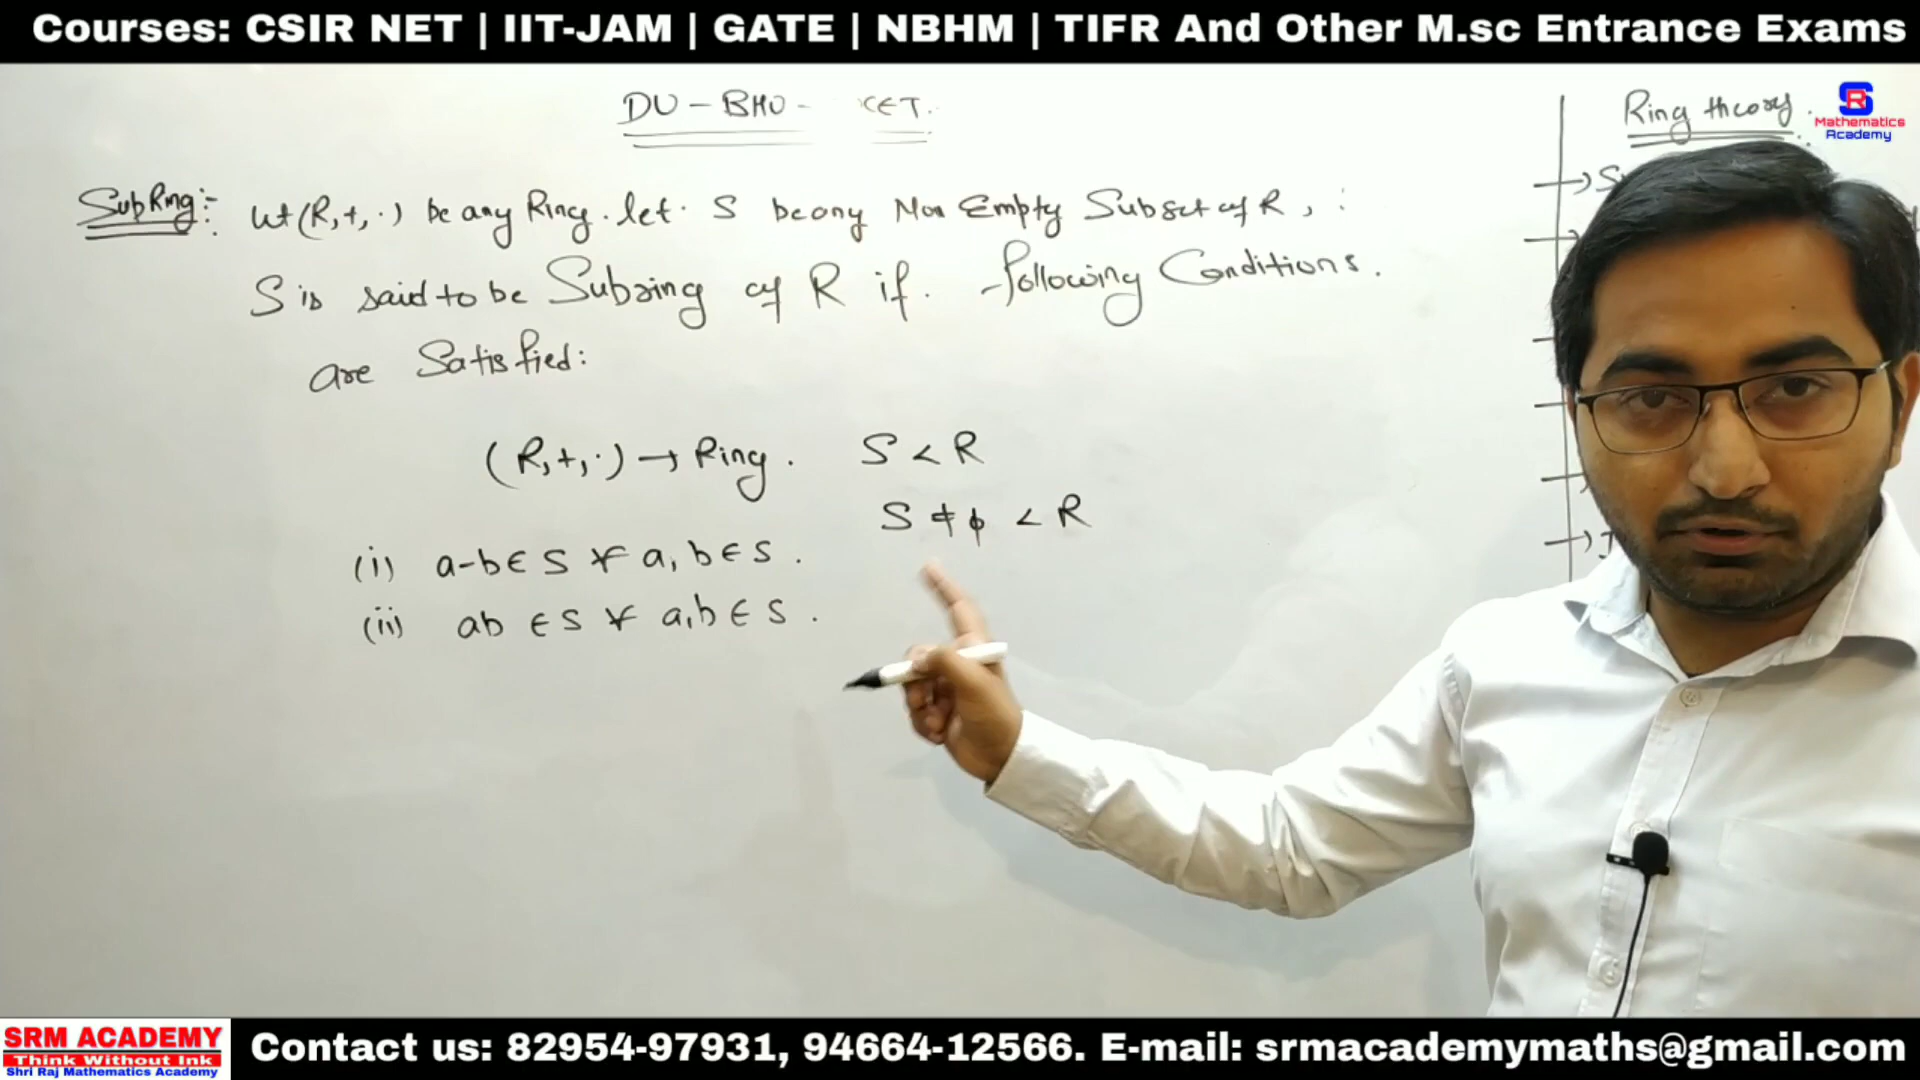 Courses: CSIR NET | IIT-JAM | GATE | NBHM | TIFR And Other M.sc Entrance Exams
DU - BHU - CET.
Ring theory.
SR
Mathematics
Academy
SubRing:- let (R,+,·) be any Ring. let. S be any Non Empty Subset of R,
S is said to be Subring of R if. following Conditions.
are Satisfied:
(R,+,·) → Ring. S < R
S ≠ φ < R
(i) a-b ∈ S ∀ a, b ∈ S.
(ii) ab ∈ S ∀ a,b ∈ S.
SRM ACADEMY
Think Without Ink
Shri Raj Mathematics Academy
Contact us: 82954-97931, 94664-12566. E-mail: srmacademymaths@gmail.com